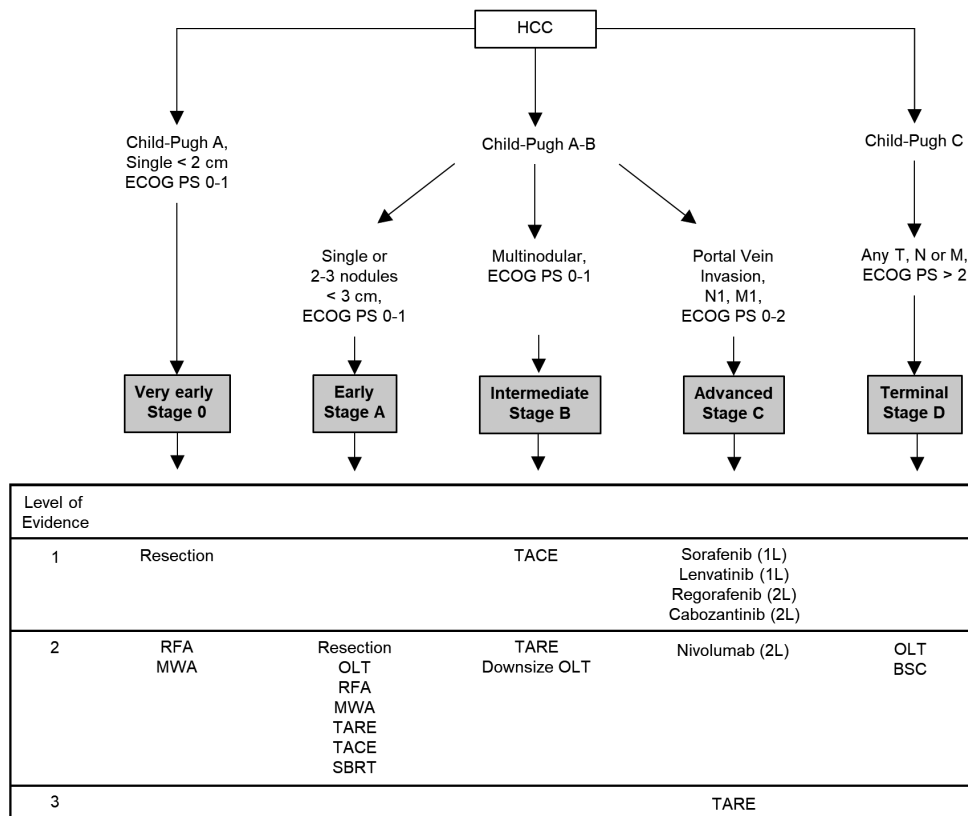 HCC
Child-Pugh A,
Single < 2 cm
ECOG PS 0-1
Child-Pugh A-B
Child-Pugh C
Single or
2-3 nodules
< 3 cm,
ECOG PS 0-1
Multinodular,
ECOG PS 0-1
Portal Vein
Invasion,
N1, M1,
ECOG PS 0-2
Any T, N or M,
ECOG PS > 2
Very early
Stage 0
Early
Stage A
Intermediate
Stage B
Advanced
Stage C
Terminal
Stage D
Level of
Evidence
1
Resection
TACE
Sorafenib (1L)
Lenvatinib (1L)
Regorafenib (2L)
Cabozantinib (2L)
2
RFA
MWA
Resection
OLT
RFA
MWA
TARE
TACE
SBRT
TARE
Downsize OLT
Nivolumab (2L)
OLT
BSC
3
TARE